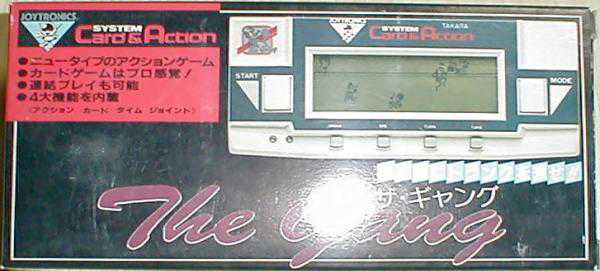 JOYTRONICS
SYSTEM
Card & Action
●ニュータイプのアクションゲーム
●カードゲームはプロ感覚!
●連結プレイも可能
●4大機能を内蔵
(アクション カード タイム ジョイント)
JOYTRONICS
SYSTEM
TAKARA
Card & Action
START
MODE
ザ・ギャング
The Gang